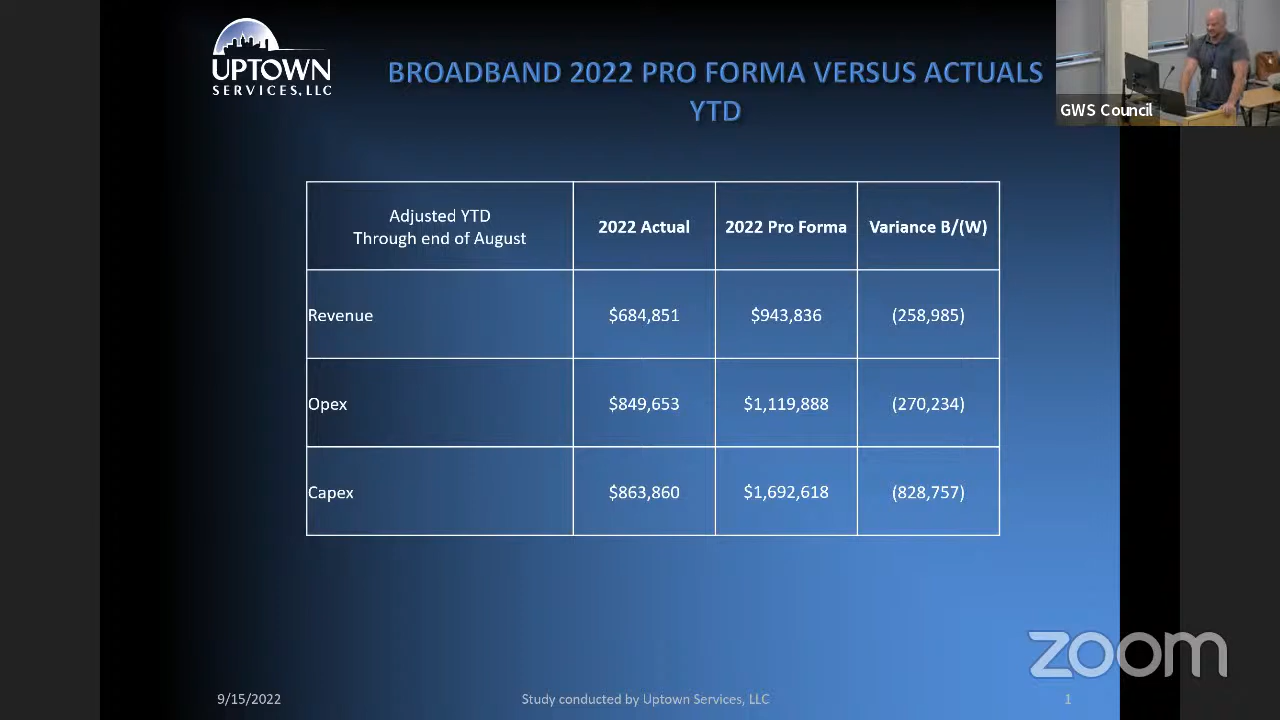 UPTOWN
SERVICES, LLC
BROADBAND 2022 PRO FORMA VERSUS ACTUALS
YTD
GWS Council
Adjusted YTD
Through end of August
2022 Actual
2022 Pro Forma
Variance B/(W)
Revenue
$684,851
$943,836
(258,985)
Opex
$849,653
$1,119,888
(270,234)
Capex
$863,860
$1,692,618
(828,757)
zoom
9/15/2022
Study conducted by Uptown Services, LLC
1